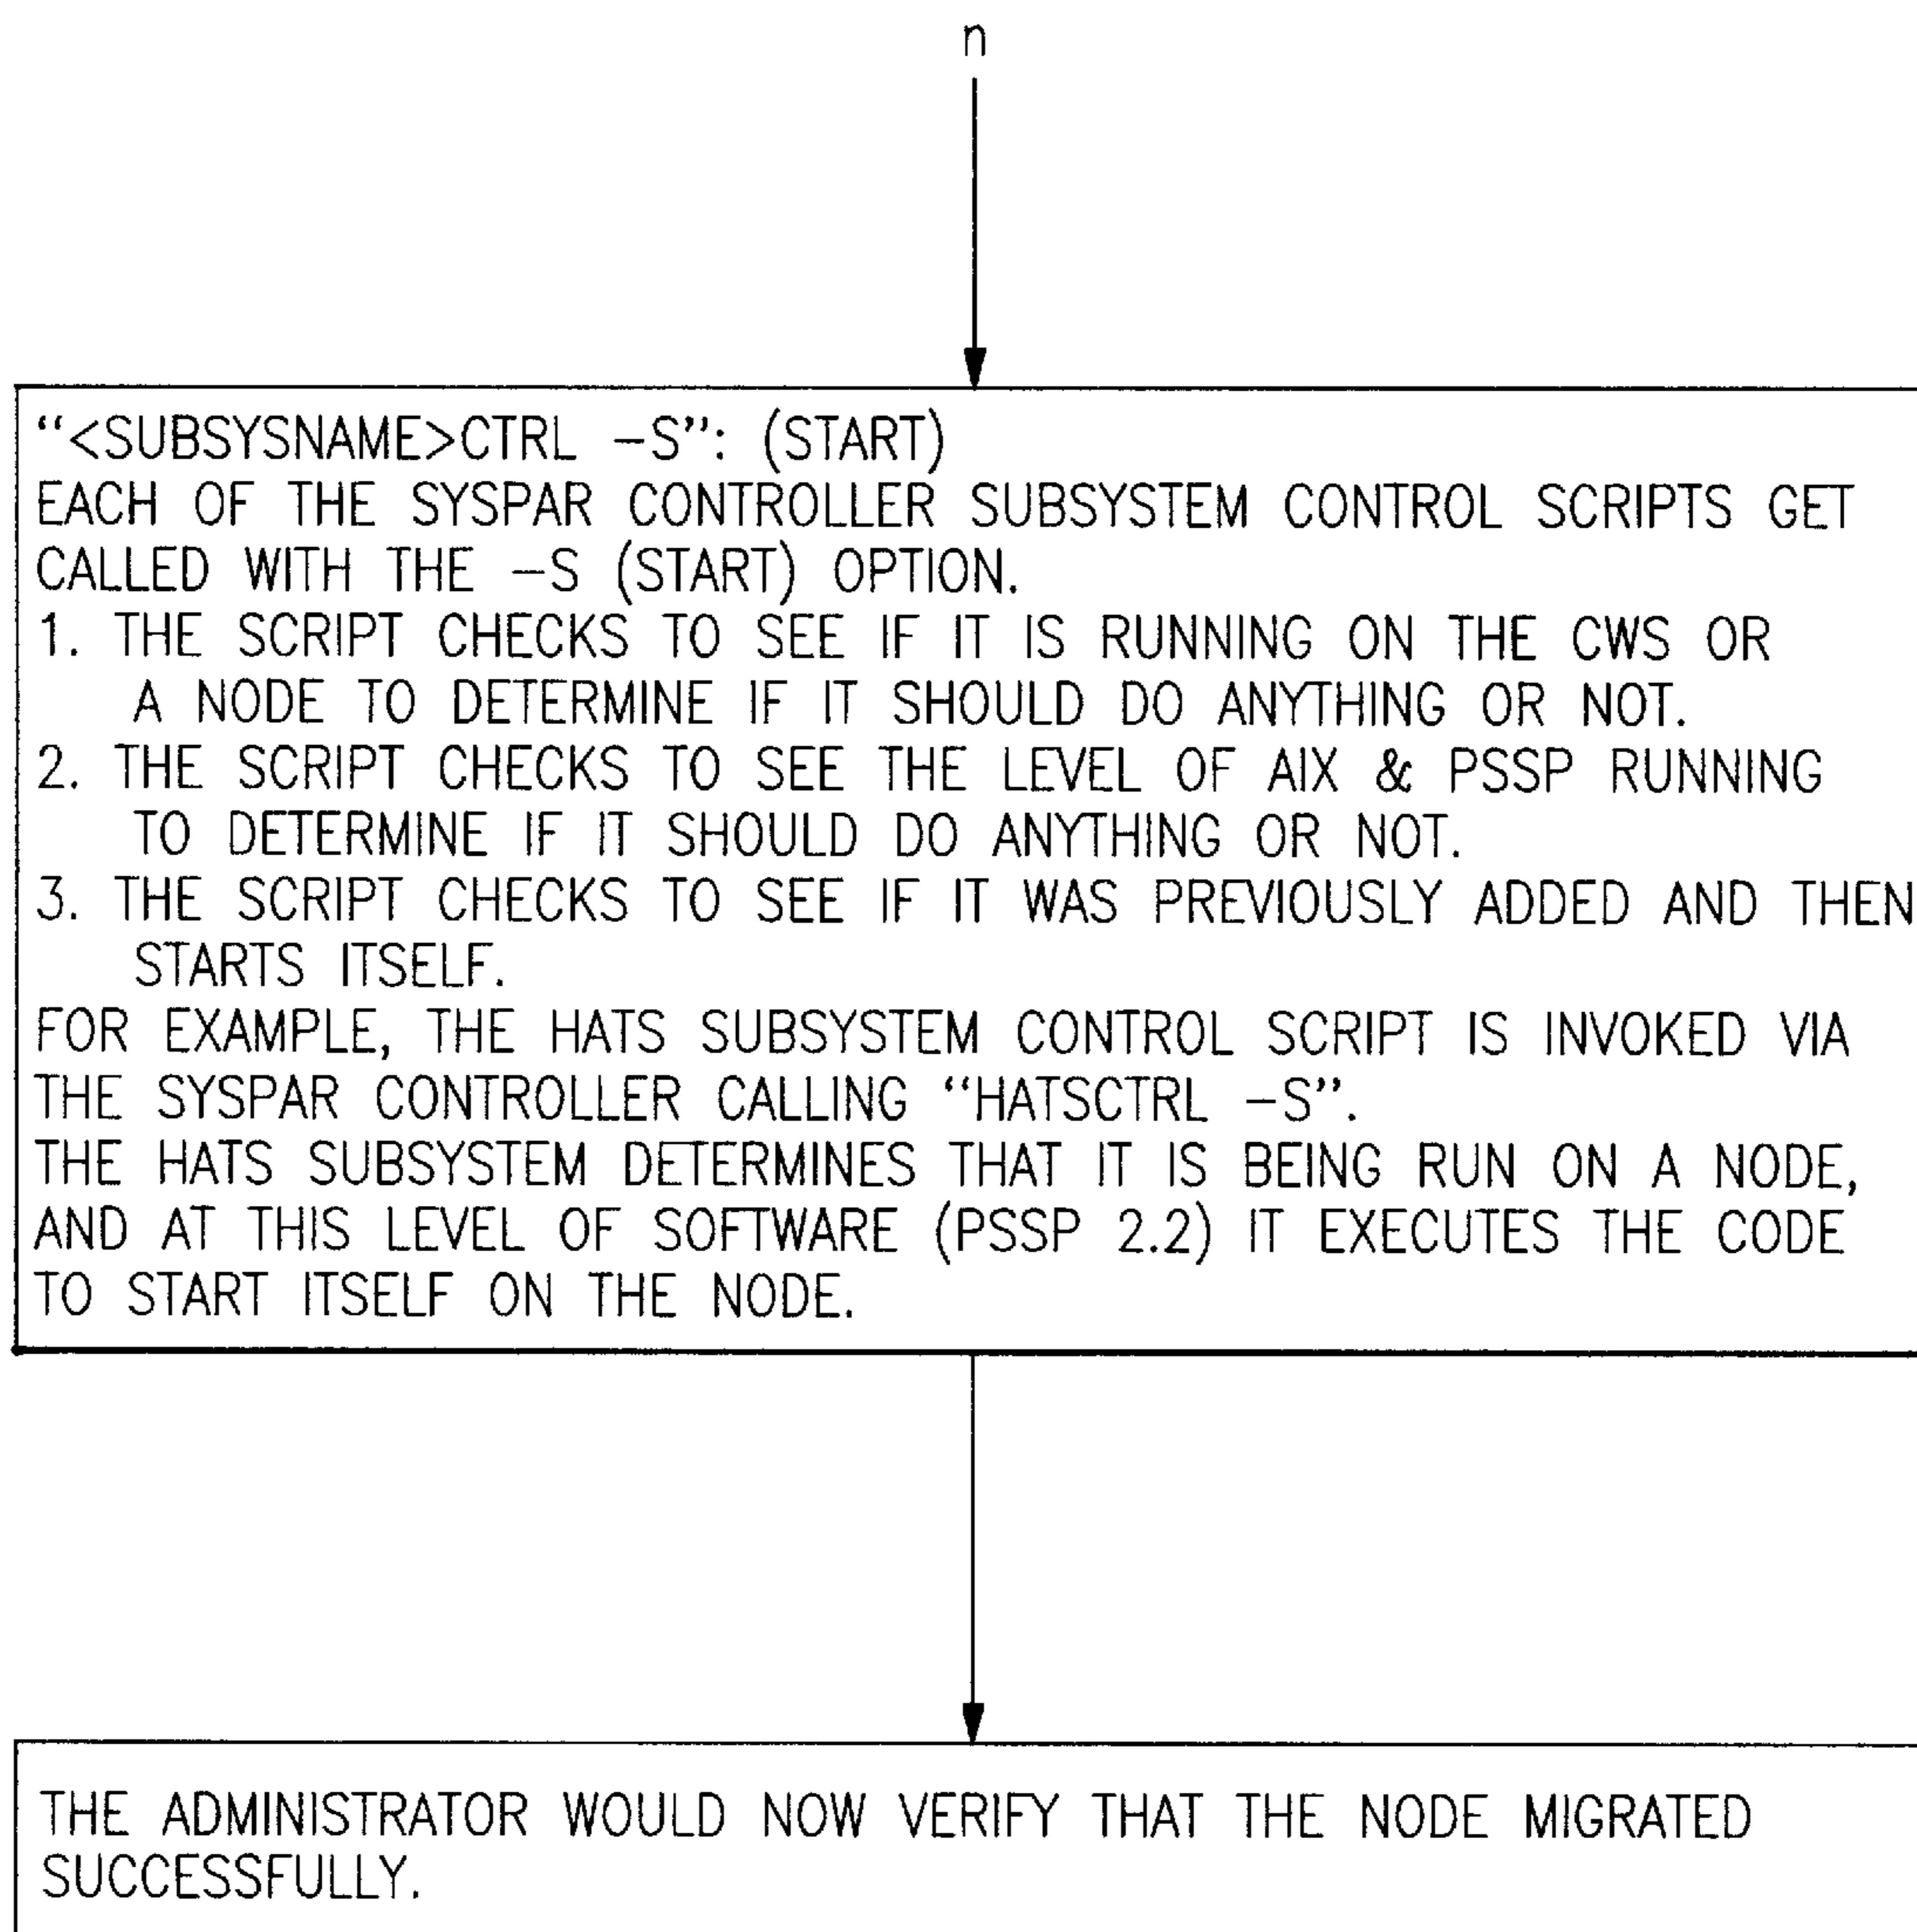 n
“<SUBSYSNAME>CTRL –S”: (START)
EACH OF THE SYSPAR CONTROLLER SUBSYSTEM CONTROL SCRIPTS GET
CALLED WITH THE –S (START) OPTION.
1. THE SCRIPT CHECKS TO SEE IF IT IS RUNNING ON THE CWS OR
A NODE TO DETERMINE IF IT SHOULD DO ANYTHING OR NOT.
2. THE SCRIPT CHECKS TO SEE THE LEVEL OF AIX & PSSP RUNNING
TO DETERMINE IF IT SHOULD DO ANYTHING OR NOT.
3. THE SCRIPT CHECKS TO SEE IF IT WAS PREVIOUSLY ADDED AND THEN
STARTS ITSELF.
FOR EXAMPLE, THE HATS SUBSYSTEM CONTROL SCRIPT IS INVOKED VIA
THE SYSPAR CONTROLLER CALLING “HATSCTRL –S”.
THE HATS SUBSYSTEM DETERMINES THAT IT IS BEING RUN ON A NODE,
AND AT THIS LEVEL OF SOFTWARE (PSSP 2.2) IT EXECUTES THE CODE
TO START ITSELF ON THE NODE.
THE ADMINISTRATOR WOULD NOW VERIFY THAT THE NODE MIGRATED
SUCCESSFULLY.